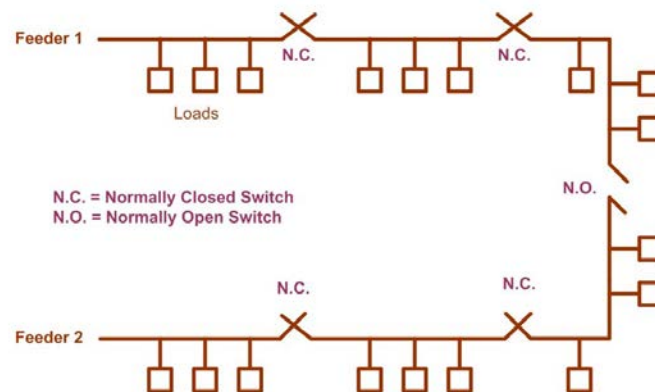 Feeder 1
N.C.
N.C.
Loads
N.O.
N.C. = Normally Closed Switch
N.O. = Normally Open Switch
N.C.
N.C.
Feeder 2